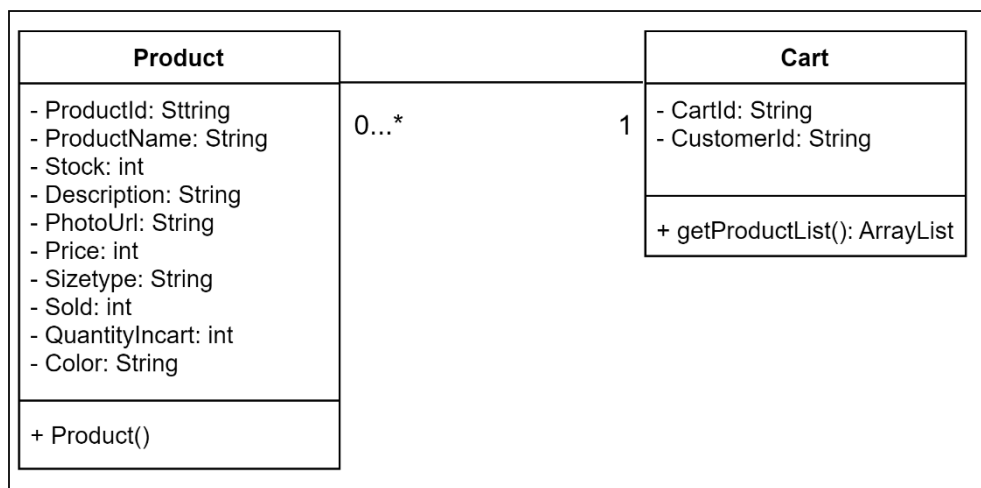 Product
- ProductId: Sttring
- ProductName: String
- Stock: int
- Description: String
- PhotoUrl: String
- Price: int
- Sizetype: String
- Sold: int
- QuantityIncart: int
- Color: String
+ Product()
0...*
1
Cart
- CartId: String
- CustomerId: String
+ getProductList(): ArrayList